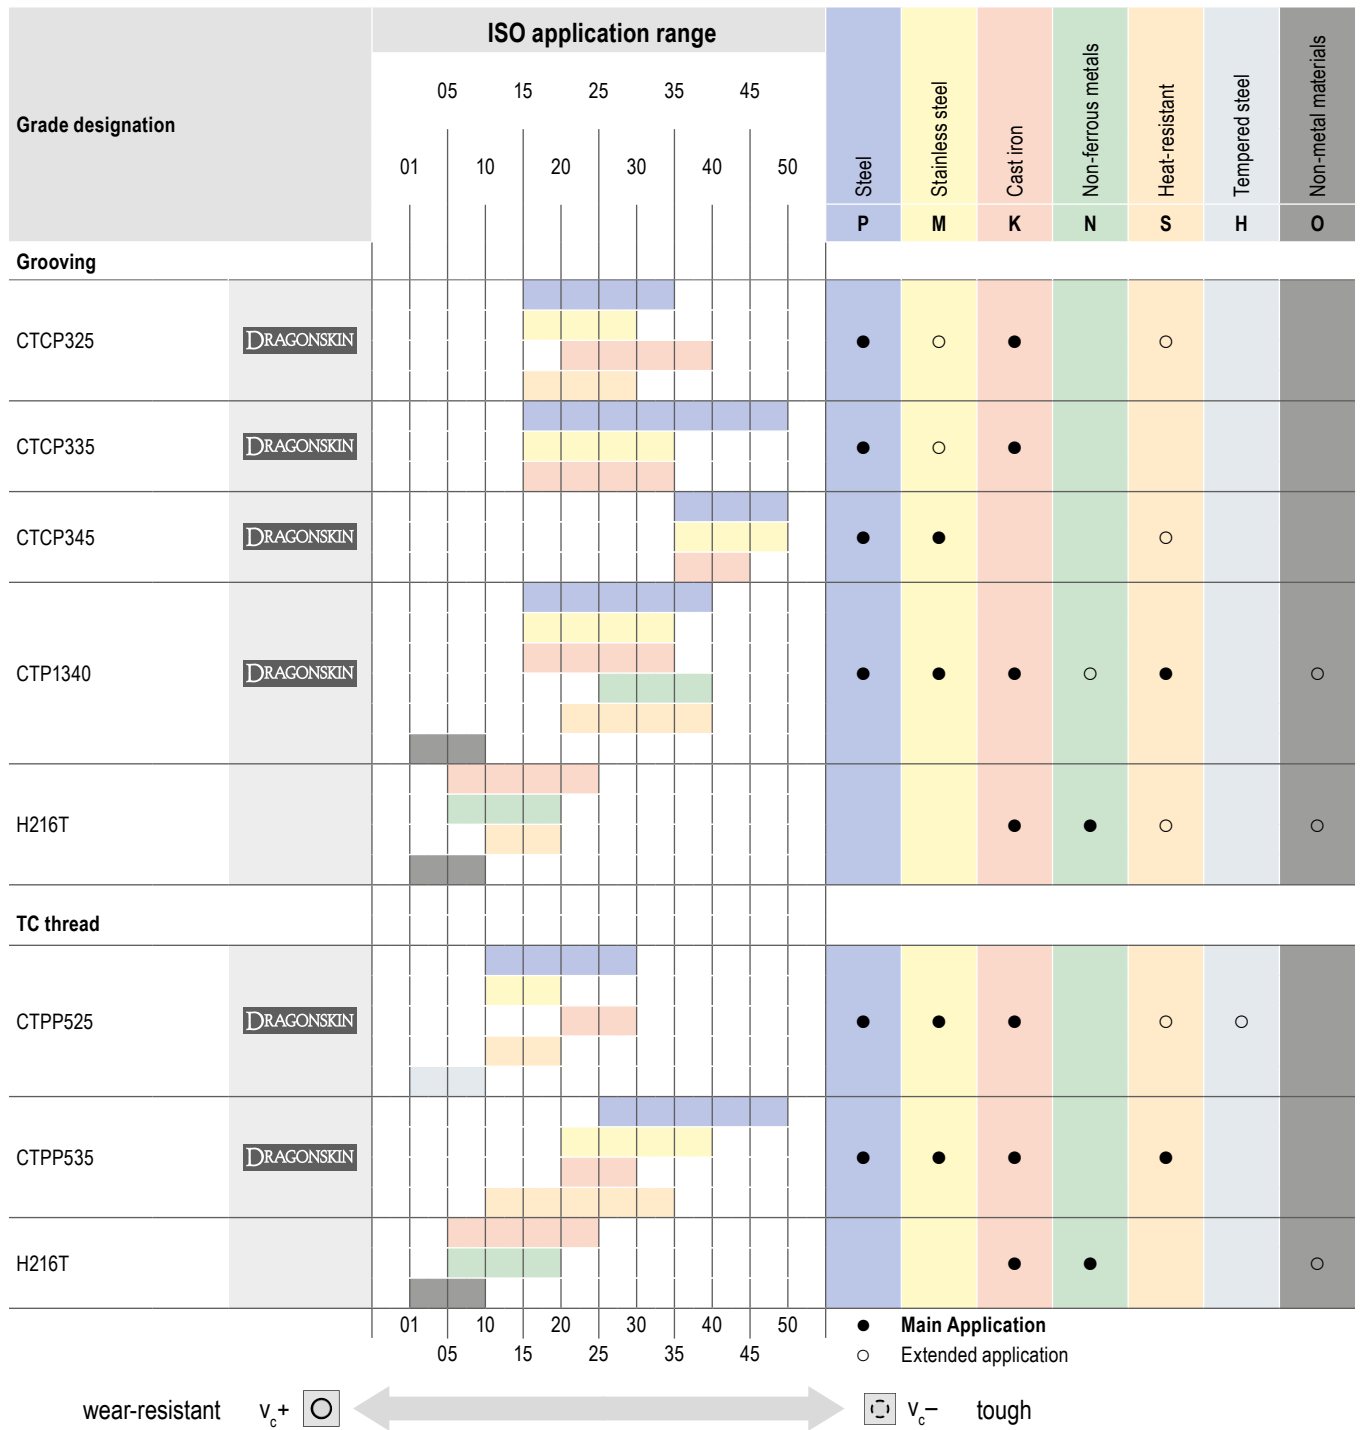 ISO application range
Grade designation
05 15 25 35 45
01 10 20 30 40 50
Steel
Stainless steel
Cast iron
Non-ferrous metals
Heat-resistant
Tempered steel
Non-metal materials
P M K N S H O
Grooving
CTCP325 DRAGONSKIN ● ○ ● ○
CTCP335 DRAGONSKIN ● ○ ●
CTCP345 DRAGONSKIN ● ● ○
CTP1340 DRAGONSKIN ● ● ● ○ ● ○
H216T ● ● ○ ○
TC thread
CTPP525 DRAGONSKIN ● ● ● ○ ○
CTPP535 DRAGONSKIN ● ● ● ●
H216T ● ● ○
01 10 20 30 40 50
05 15 25 35 45
● Main Application
○ Extended application
wear-resistant vc+
vc– tough